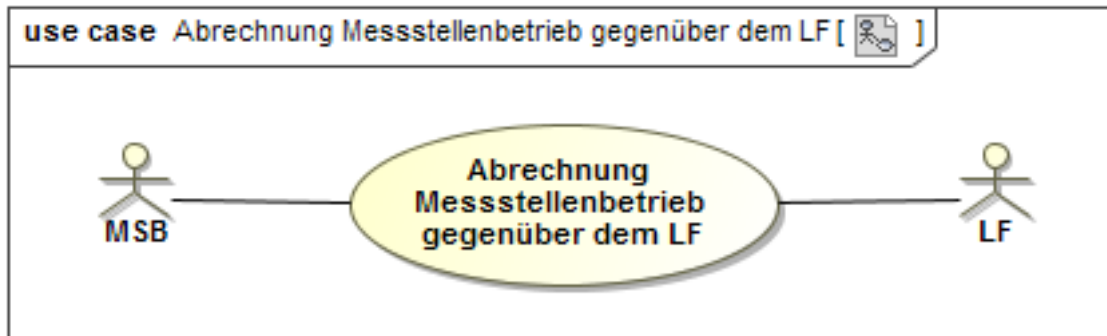 use case Abrechnung Messstellenbetrieb gegenüber dem LF [ ]
Abrechnung
Messstellenbetrieb
gegenüber dem LF
MSB
LF